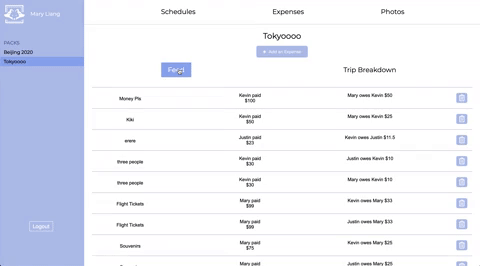 Mary Liang
Schedules
Expenses
Photos
PACKS
Beijing 2020
Tokyoooo
Tokyoooo
+ Add an Expense
Feed
Trip Breakdown
Money Pls
Kevin paid
$100
Mary owes Kevin $50
Kiki
Kevin paid
$50
Mary owes Kevin $25
erere
Justin paid
$23
Kevin owes Justin $11.5
three people
Kevin paid
$30
Justin owes Kevin $10
three people
Kevin paid
$30
Mary owes Kevin $10
Flight Tickets
Mary paid
$99
Kevin owes Mary $33
Flight Tickets
Mary paid
$99
Justin owes Mary $33
Souvenirs
Mary paid
$75
Kevin owes Mary $25
Justin owes Mary $25
Logout